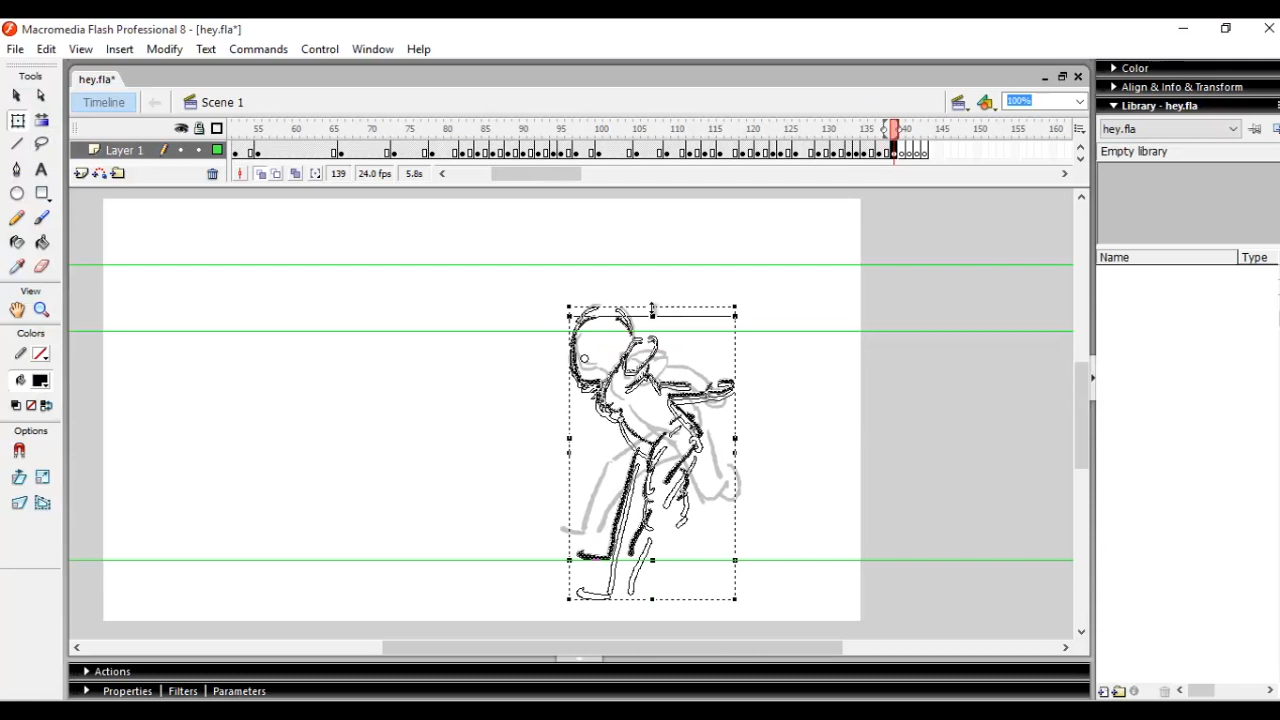 Macromedia Flash Professional 8 - [hey.fla*]
File Edit View Insert Modify Text Commands Control Window Help
Tools
hey.fla*
Timeline
Scene 1
100%
55 60 65 70 75 80 85 90 95 100 105 110 115 120 125 130 135 140 145 150 155 160
Layer 1
139 24.0 fps 5.8s
A
View
Colors
Options
Color
Align & Info & Transform
Library - hey.fla
hey.fla
Empty library
Name Type
Actions
Properties Filters Parameters